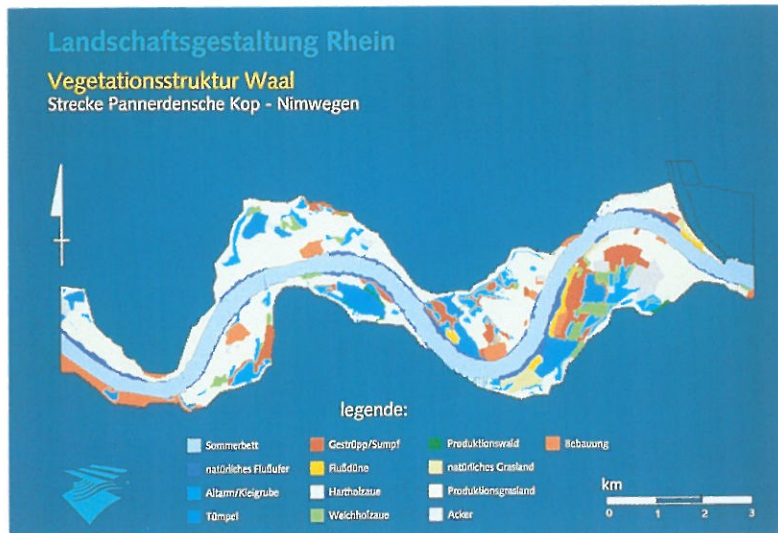 Landschaftsgestaltung Rhein
Vegetationsstruktur Waal
Strecke Pannerdensche Kop - Nimwegen
legende:
Sommerbett
natürliches Flußufer
Altarm/Kleigrube
Tümpel
Gestrüpp/Sumpf
Flußdüne
Hartholzaue
Weichholzaue
Produktionswald
natürliches Grasland
Produktionsgrasland
Acker
Bebauung
km
0 1 2 3